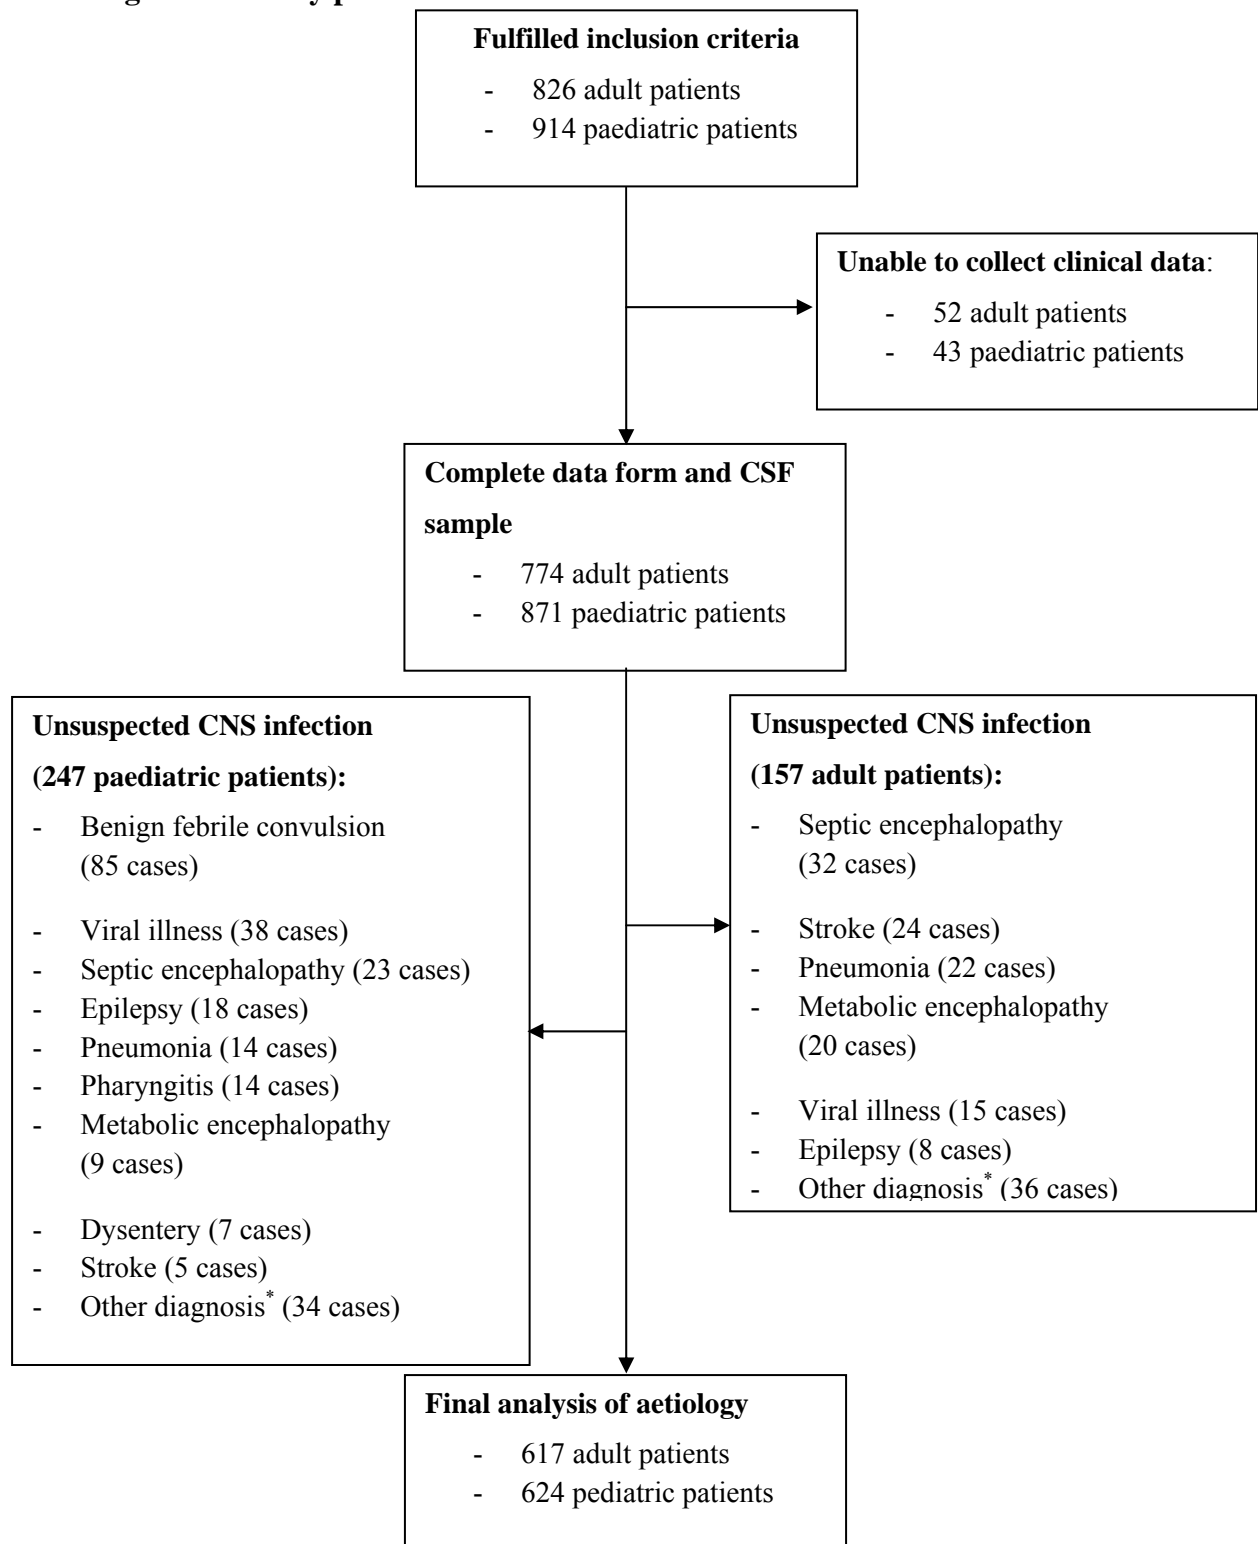 Fulfilled inclusion criteria
- 826 adult patients
- 914 paediatric patients
Unable to collect clinical data:
- 52 adult patients
- 43 paediatric patients
Complete data form and CSF
sample
- 774 adult patients
- 871 paediatric patients
Unsuspected CNS infection
(247 paediatric patients):
- Benign febrile convulsion
(85 cases)
- Viral illness (38 cases)
- Septic encephalopathy (23 cases)
- Epilepsy (18 cases)
- Pneumonia (14 cases)
- Pharyngitis (14 cases)
- Metabolic encephalopathy
(9 cases)
- Dysentery (7 cases)
- Stroke (5 cases)
- Other diagnosis* (34 cases)
Unsuspected CNS infection
(157 adult patients):
- Septic encephalopathy
(32 cases)
- Stroke (24 cases)
- Pneumonia (22 cases)
- Metabolic encephalopathy
(20 cases)
- Viral illness (15 cases)
- Epilepsy (8 cases)
- Other diagnosis* (36 cases)
Final analysis of aetiology
- 617 adult patients
- 624 pediatric patients